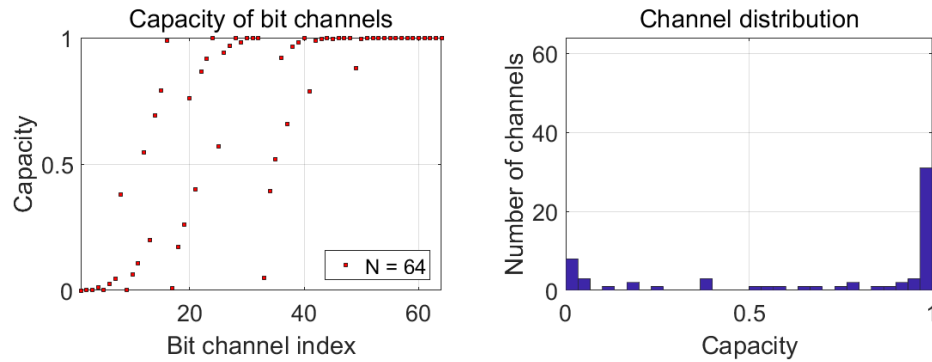 Capacity of bit channels
1
0.5
0
20
40
60
Capacity
Bit channel index
N = 64
Channel distribution
60
40
20
0
0
0.5
1
Number of channels
Capacity